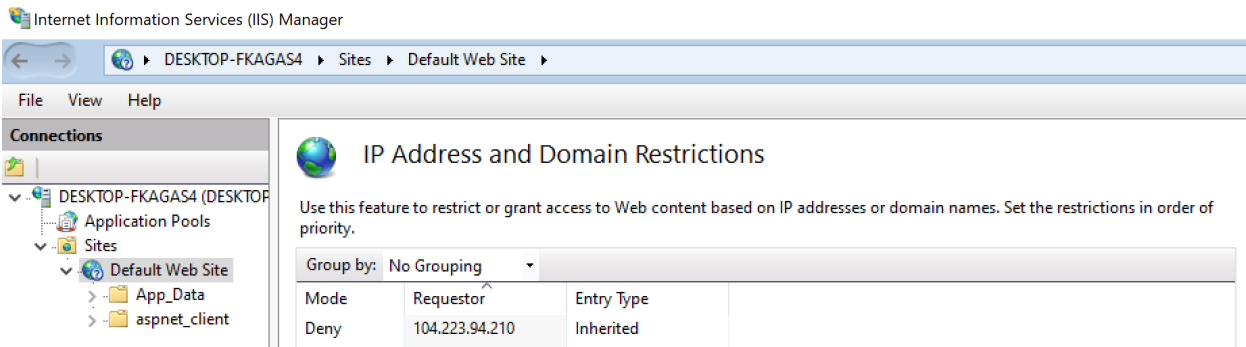 Internet Information Services (IIS) Manager
DESKTOP-FKAGAS4 Sites Default Web Site
File View Help
Connections
DESKTOP-FKAGAS4 (DESKTOP
Application Pools
Sites
Default Web Site
App_Data
aspnet_client
IP Address and Domain Restrictions
Use this feature to restrict or grant access to Web content based on IP addresses or domain names. Set the restrictions in order of
priority.
Group by: No Grouping
Mode Requestor Entry Type
Deny 104.223.94.210 Inherited